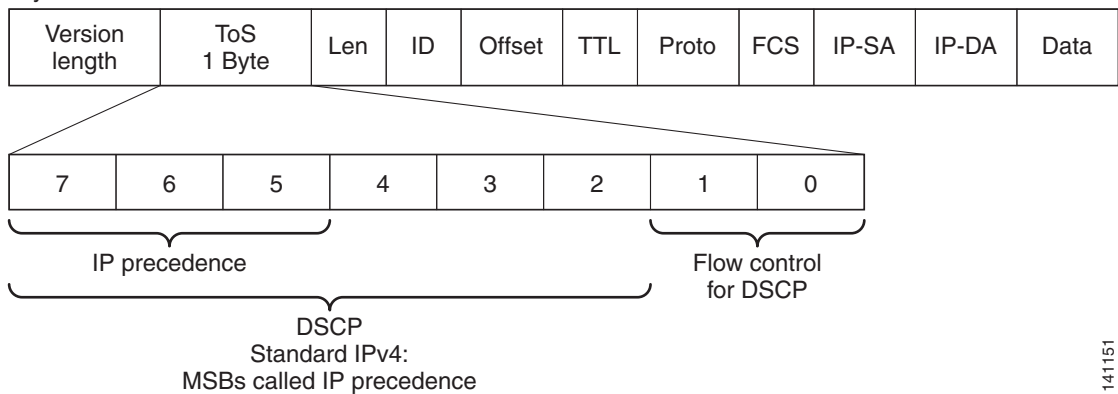 Version length
ToS 1 Byte
Len
ID
Offset
TTL
Proto
FCS
IP-SA
IP-DA
Data
7
6
5
4
3
2
1
0
IP precedence
Flow control
for DSCP
DSCP
Standard IPv4:
MSBs called IP precedence
141151